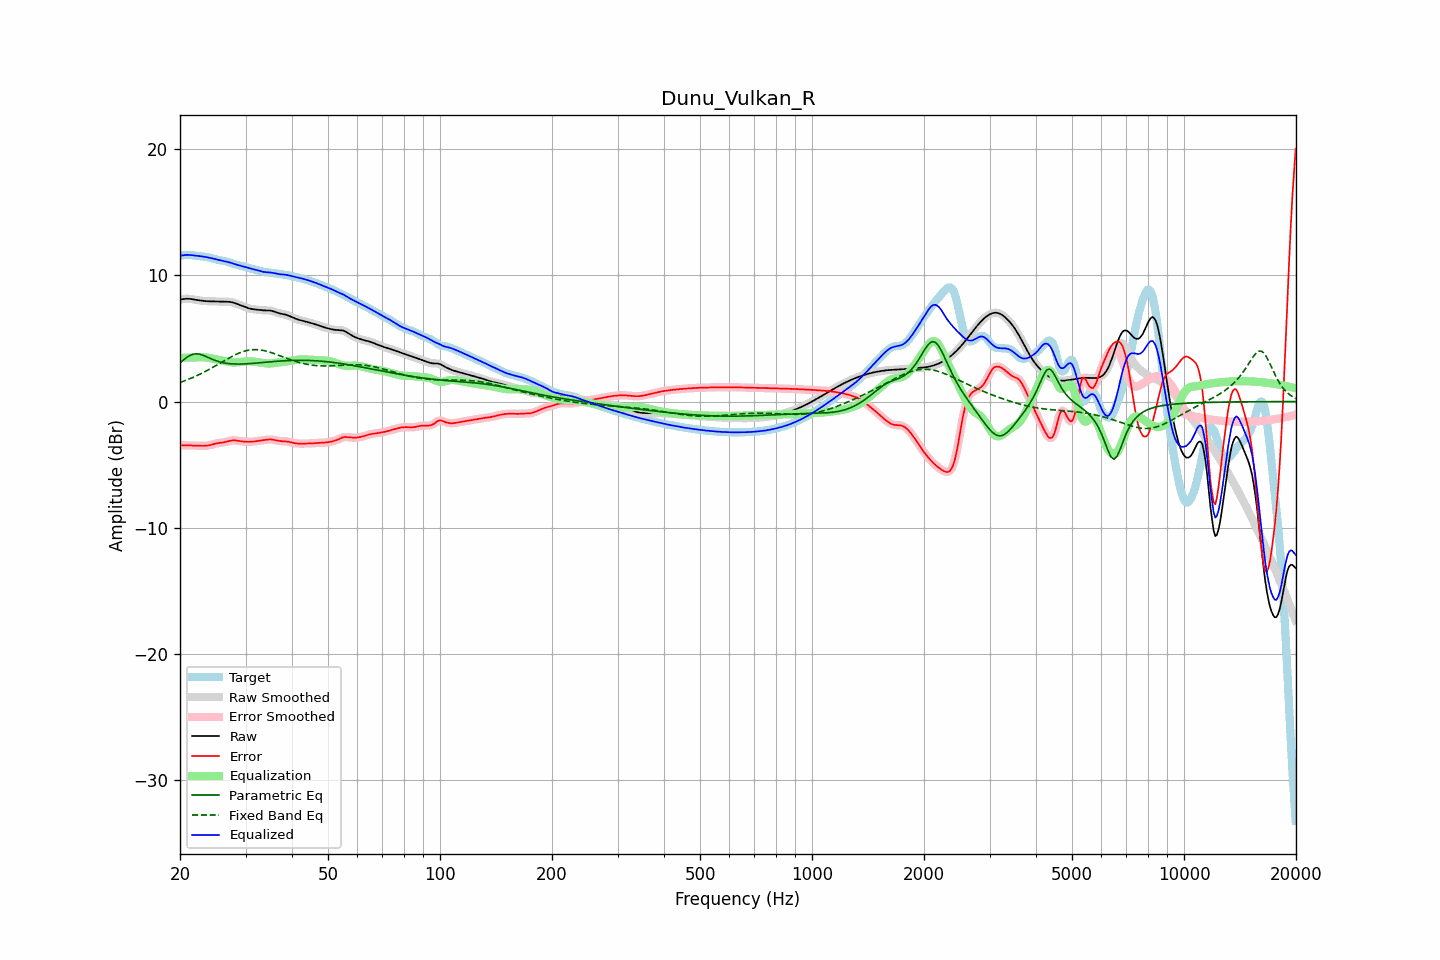 Dunu_Vulkan_R
Amplitude (dBr)
20
10
0
−10
−20
−30
Target
Raw Smoothed
Error Smoothed
Raw
Error
Equalization
Parametric Eq
Fixed Band Eq
Equalized
20 50 100 200 500 1000 2000 5000 10000 20000
Frequency (Hz)